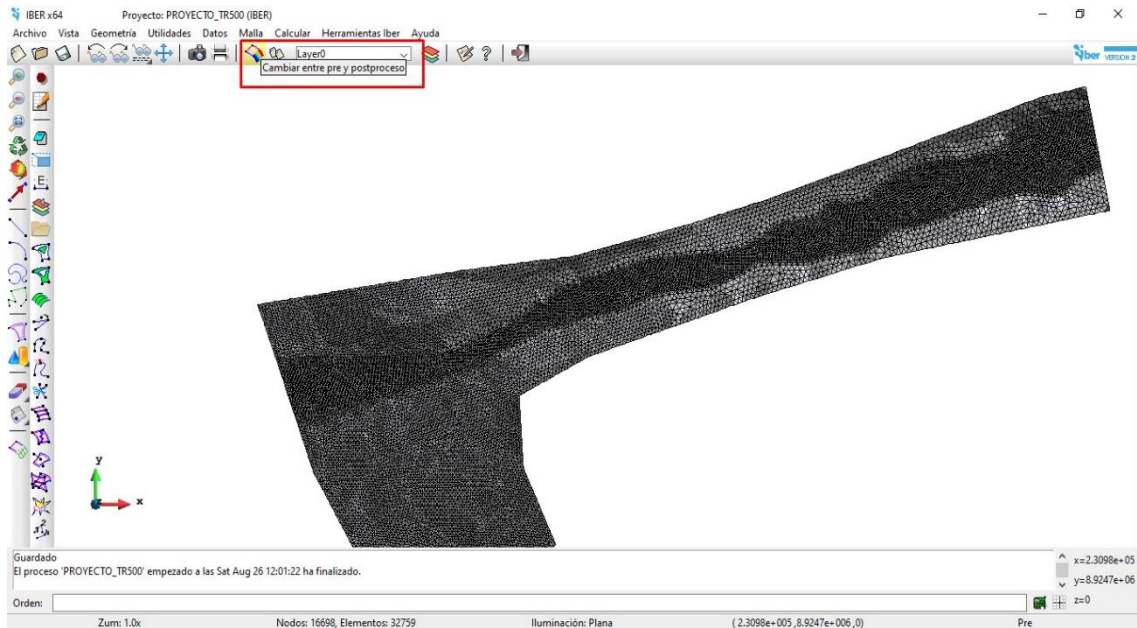 IBER x64 Proyecto: PROYECTO_TR500 (IBER)
Archivo Vista Geometría Utilidades Datos Malla Calcular Herramientas Iber Ayuda
Layer0
Iber VERSION 2
Cambiar entre pre y postproceso
E
y
x
Guardado
El proceso 'PROYECTO_TR500' empezado a las Sat Aug 26 12:01:22 ha finalizado.
x=2.3098e+05
y=8.9247e+06
z=0
Orden:
Zum: 1.0x Nodos: 16698, Elementos: 32759 Iluminación: Plana ( 2.3098e+005 ,8.9247e+006 ,0) Pre